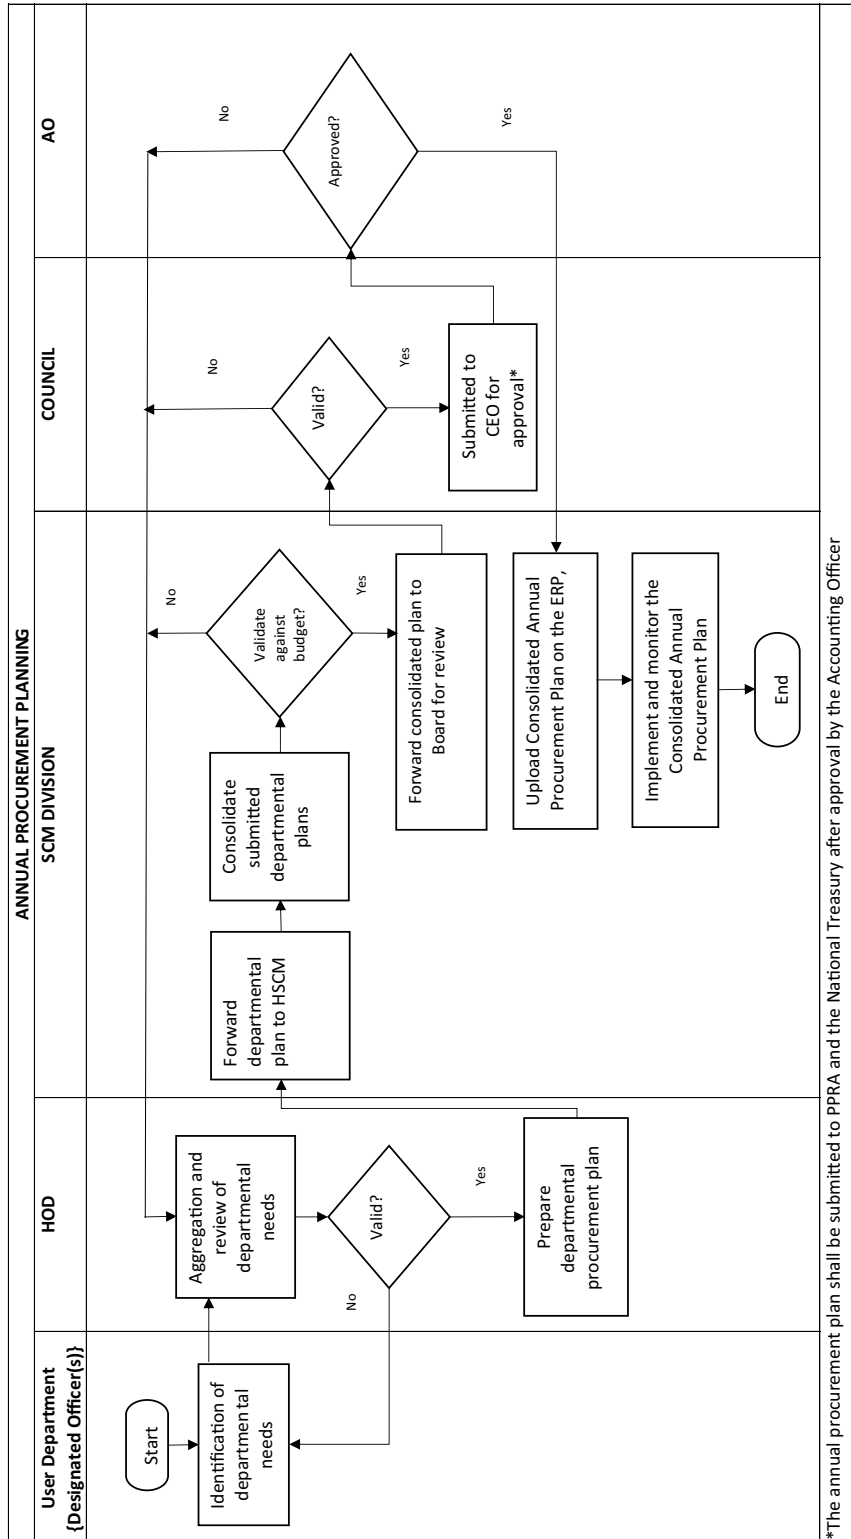 ANNUAL PROCUREMENT PLANNING
User Department
{Designated Officer(s)}
HOD
SCM DIVISION
COUNCIL
AO
Start
Identification of
departmental
needs
Aggregation and
review of
departmental
needs
Valid?
No
Yes
Prepare
departmental
procurement plan
Forward
departmental
plan to HSCM
Consolidate
submitted
departmental
plans
Validate
against
budget?
No
Yes
Forward consolidated plan to
Board for review
Valid?
No
Yes
Submitted to
CEO for
approval*
Approved?
No
Yes
Upload Consolidated Annual
Procurement Plan on the ERP,
Implement and monitor the
Consolidated Annual
Procurement Plan
End
*The annual procurement plan shall be submitted to PPRA and the National Treasury after approval by the Accounting Officer